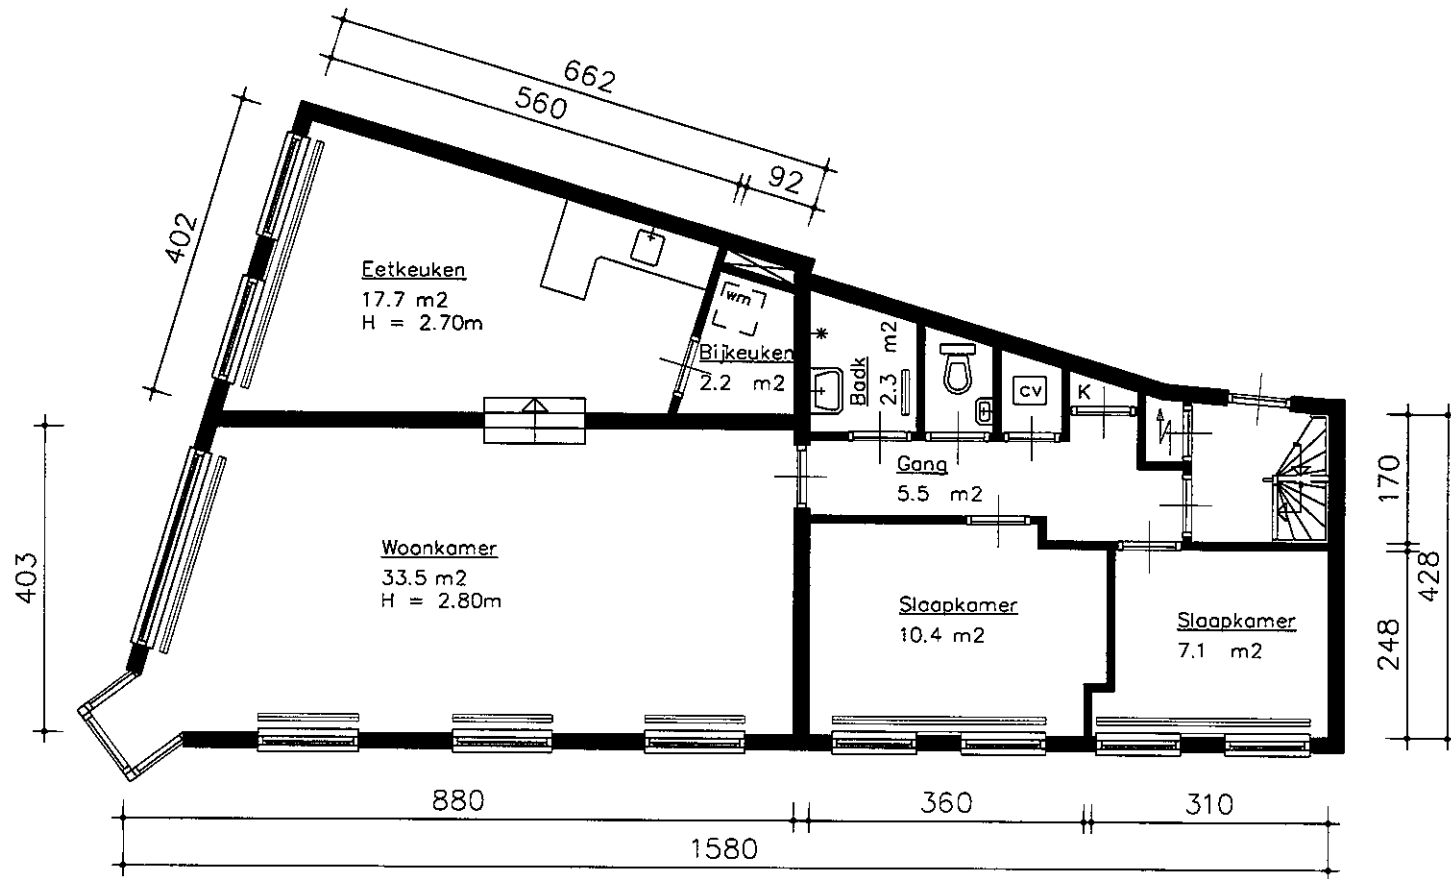 662
560
92
402
Eetkeuken
17.7 m2
H = 2.70m
wm
Bijkeuken
2.2 m2
Badk
2.3 m2
cv
K
Gang
5.5 m2
170
403
Woonkamer
33.5 m2
H = 2.80m
Slaapkamer
10.4 m2
Slaapkamer
7.1 m2
248
428
880
360
310
1580